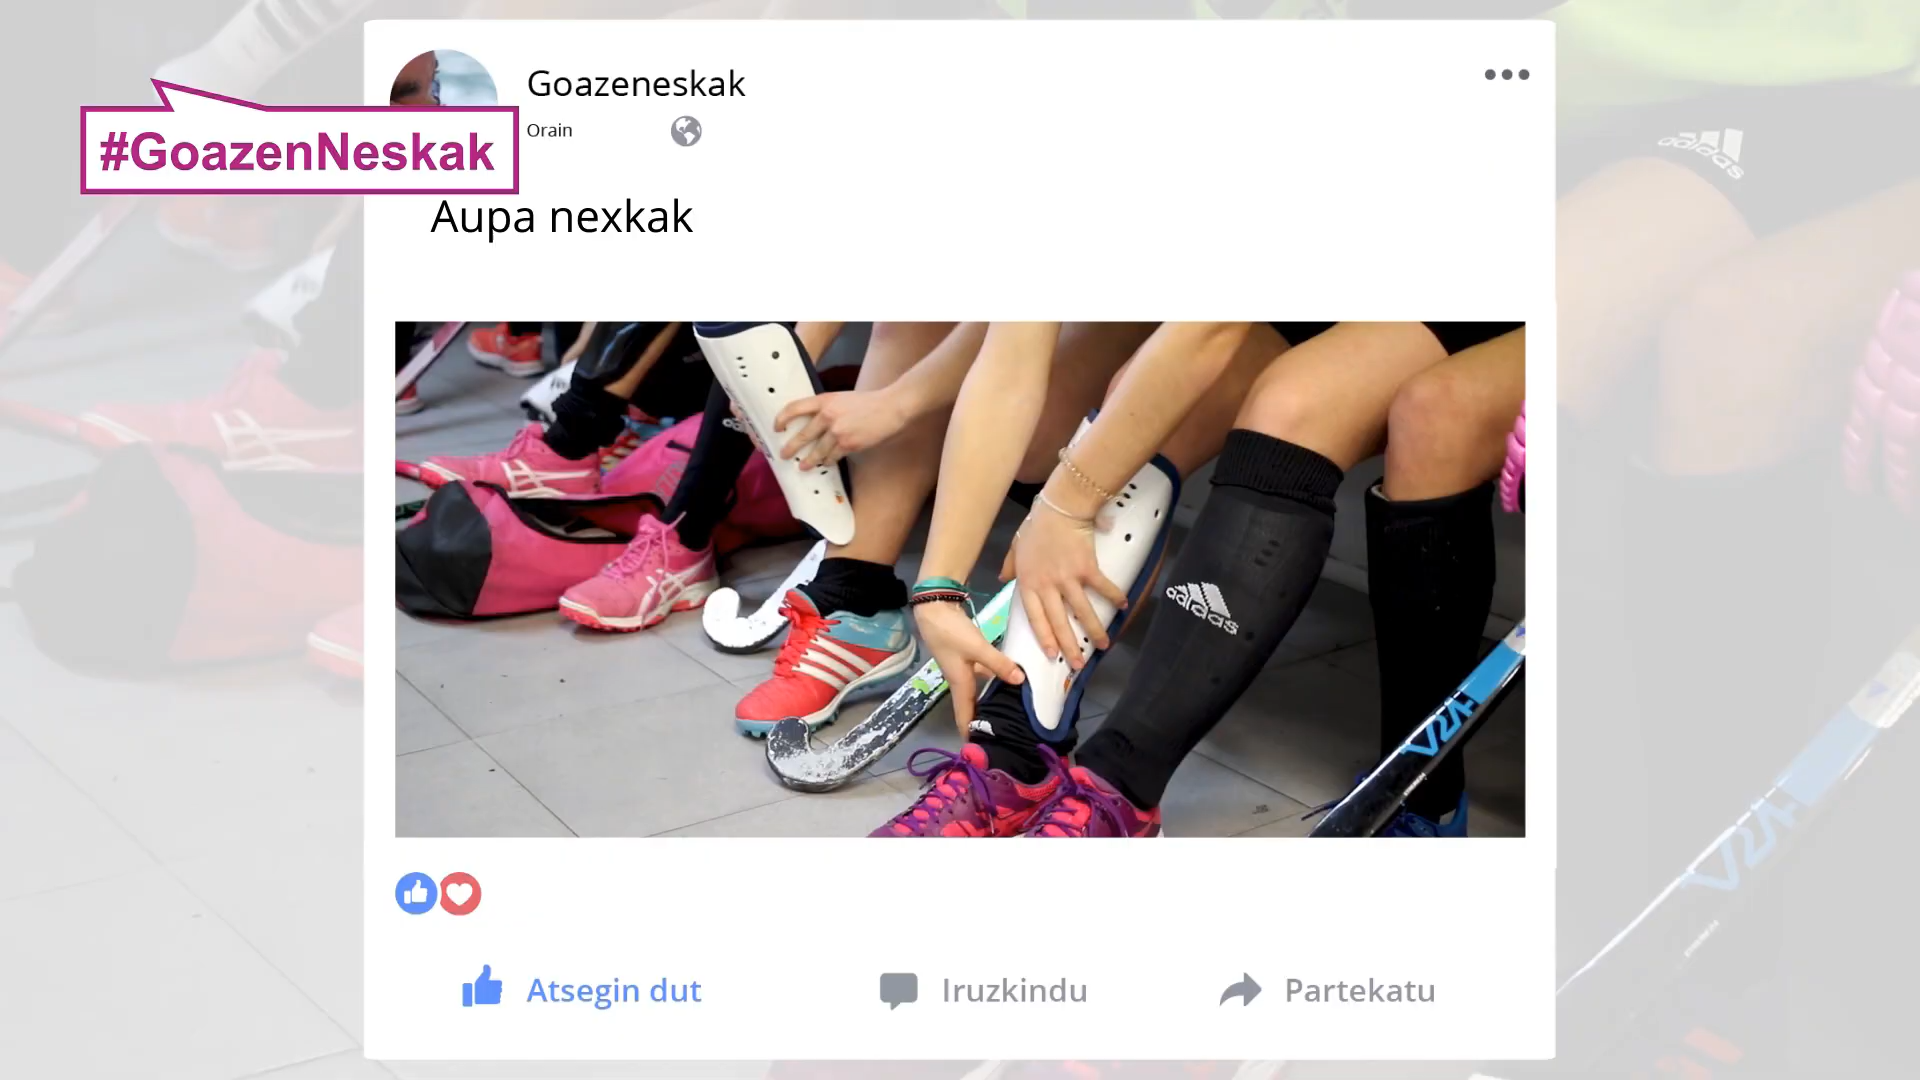 Goazeneskak
Orain
#GoazenNeskak
Aupa nexkak
adidas
adidas
Atsegin dut
Iruzkindu
Partekatu